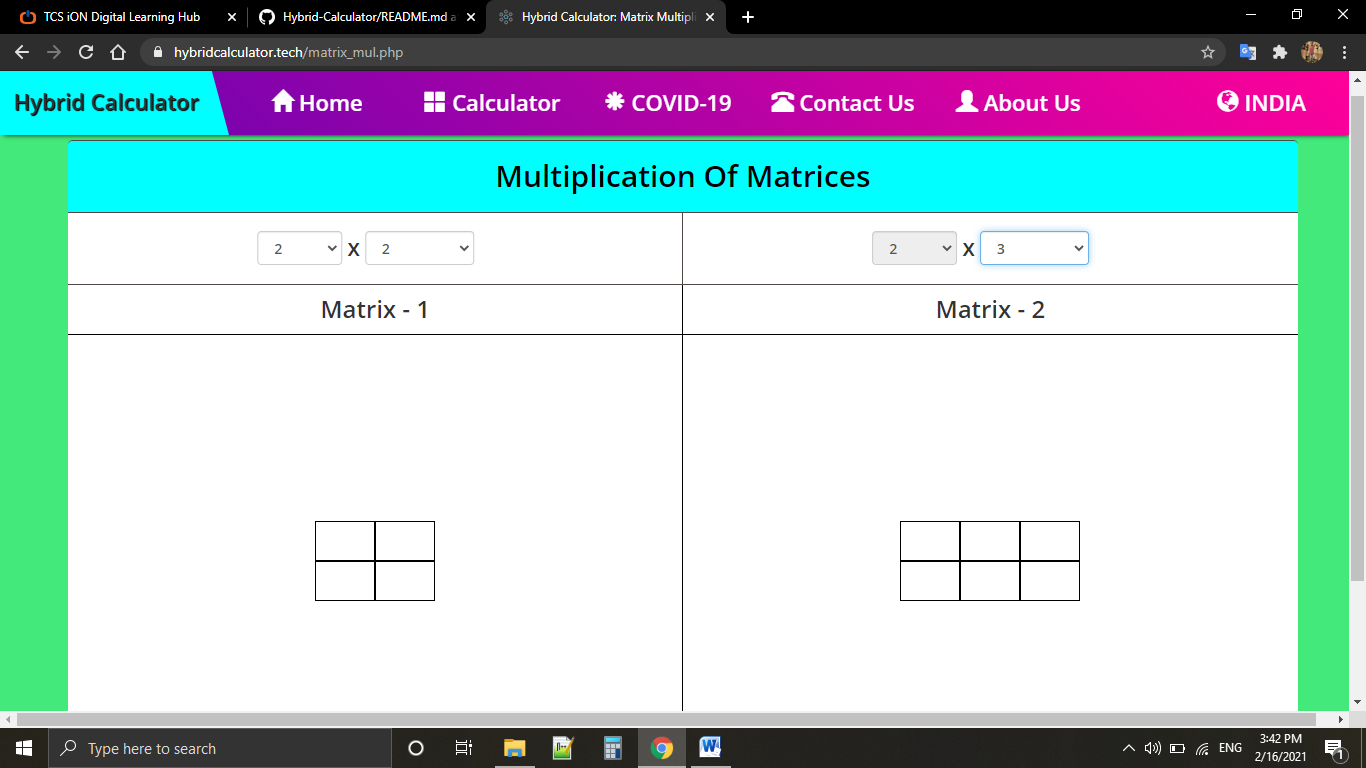 TCS iON Digital Learning Hub
Hybrid-Calculator/README.md a
Hybrid Calculator: Matrix Multipli
hybridcalculator.tech/matrix_mul.php
Hybrid Calculator Home Calculator COVID-19 Contact Us About Us INDIA
Multiplication Of Matrices
2 X 2
2 X 3
Matrix - 1
Matrix - 2
Type here to search
ENG
3:42 PM
2/16/2021
1